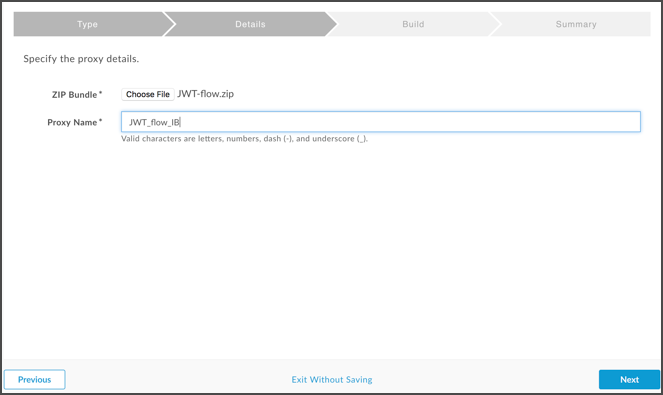 Type Details Build Summary
Specify the proxy details.
ZIP Bundle* Choose File JWT-flow.zip
Proxy Name* JWT_flow_IB
Valid characters are letters, numbers, dash (-), and underscore (_).
Previous Exit Without Saving Next